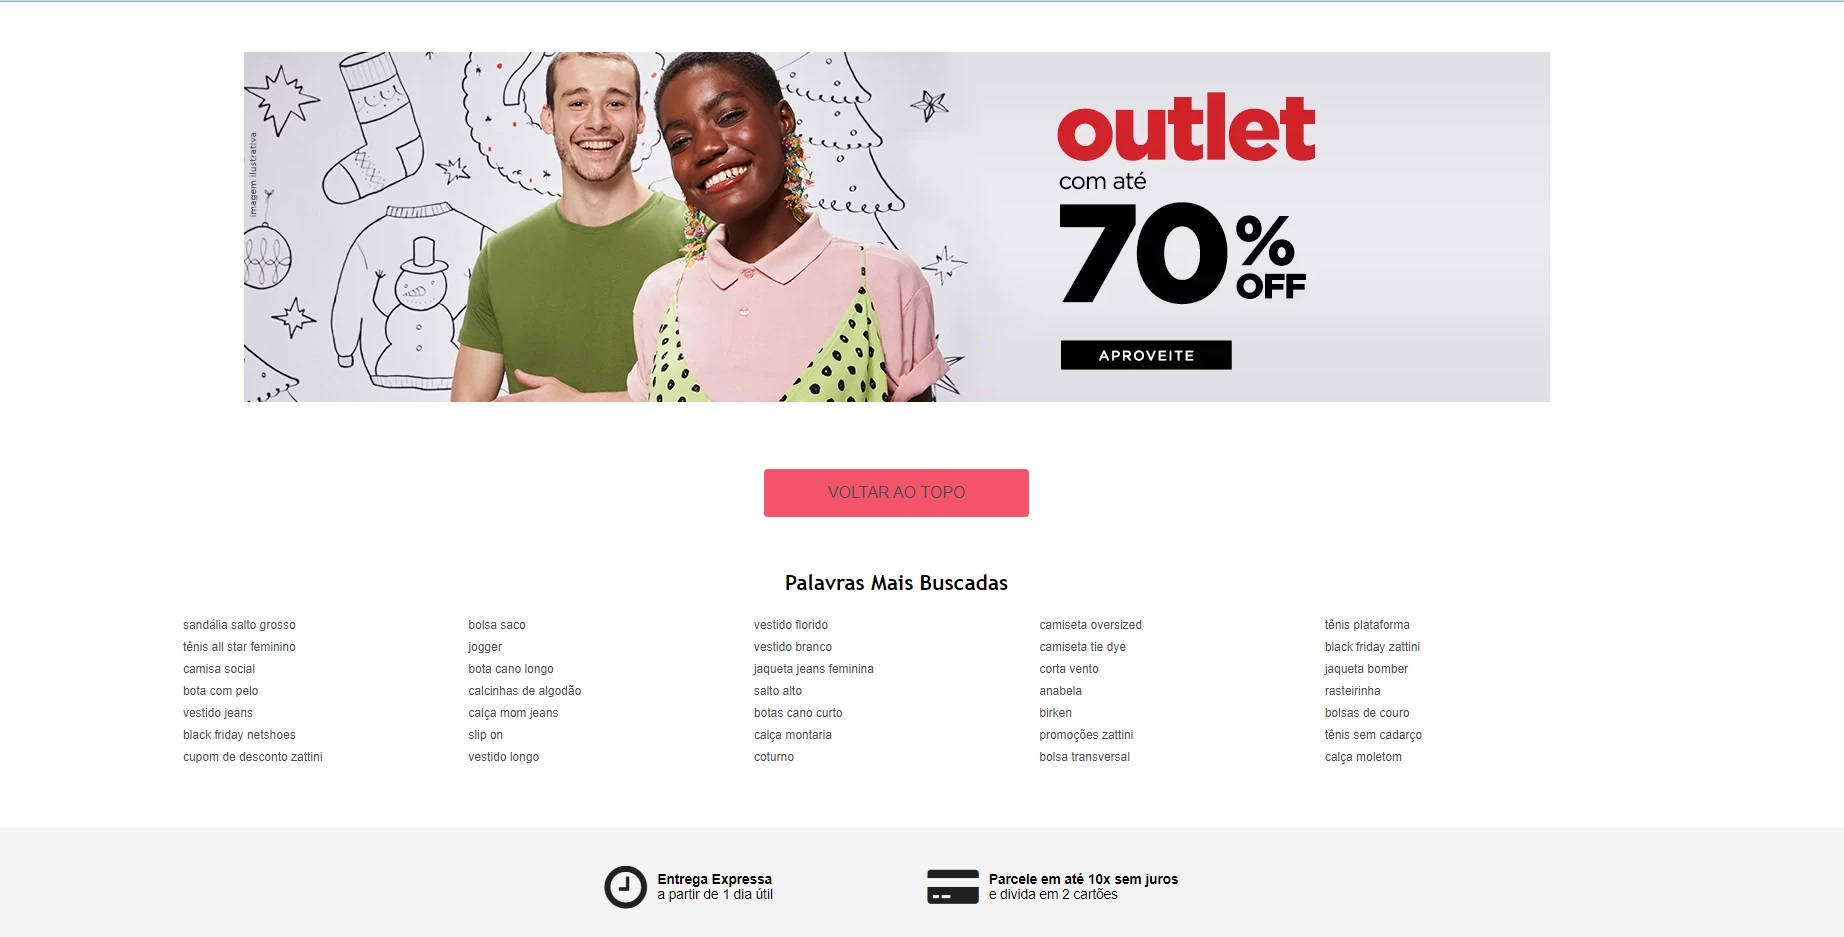 imagem ilustrativa
outlet
com até
70%
OFF
APROVEITE
VOLTAR AO TOPO
Palavras Mais Buscadas
sandália salto grosso
tênis all star feminino
camisa social
bota com pelo
vestido jeans
black friday netshoes
cupom de desconto zattini
bolsa saco
jogger
bota cano longo
calcinhas de algodão
calça mom jeans
slip on
vestido longo
vestido florido
vestido branco
jaqueta jeans feminina
salto alto
botas cano curto
calça montaria
coturno
camiseta oversized
camiseta tie dye
corta vento
anabela
birken
promoções zattini
bolsa transversal
tênis plataforma
black friday zattini
jaqueta bomber
rasteirinha
bolsas de couro
tênis sem cadarço
calça moletom
Entrega Expressa
a partir de 1 dia útil
Parcele em até 10x sem juros
e divida em 2 cartões